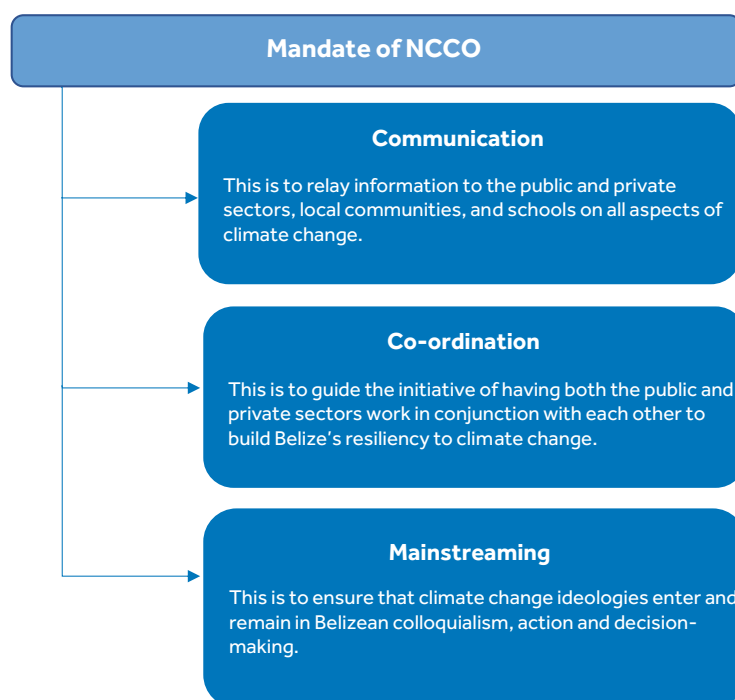 Mandate of NCCO
Communication
This is to relay information to the public and private
sectors, local communities, and schools on all aspects of
climate change.
Co-ordination
This is to guide the initiative of having both the public and
private sectors work in conjunction with each other to
build Belize’s resiliency to climate change.
Mainstreaming
This is to ensure that climate change ideologies enter and
remain in Belizean colloquialism, action and decision-
making.